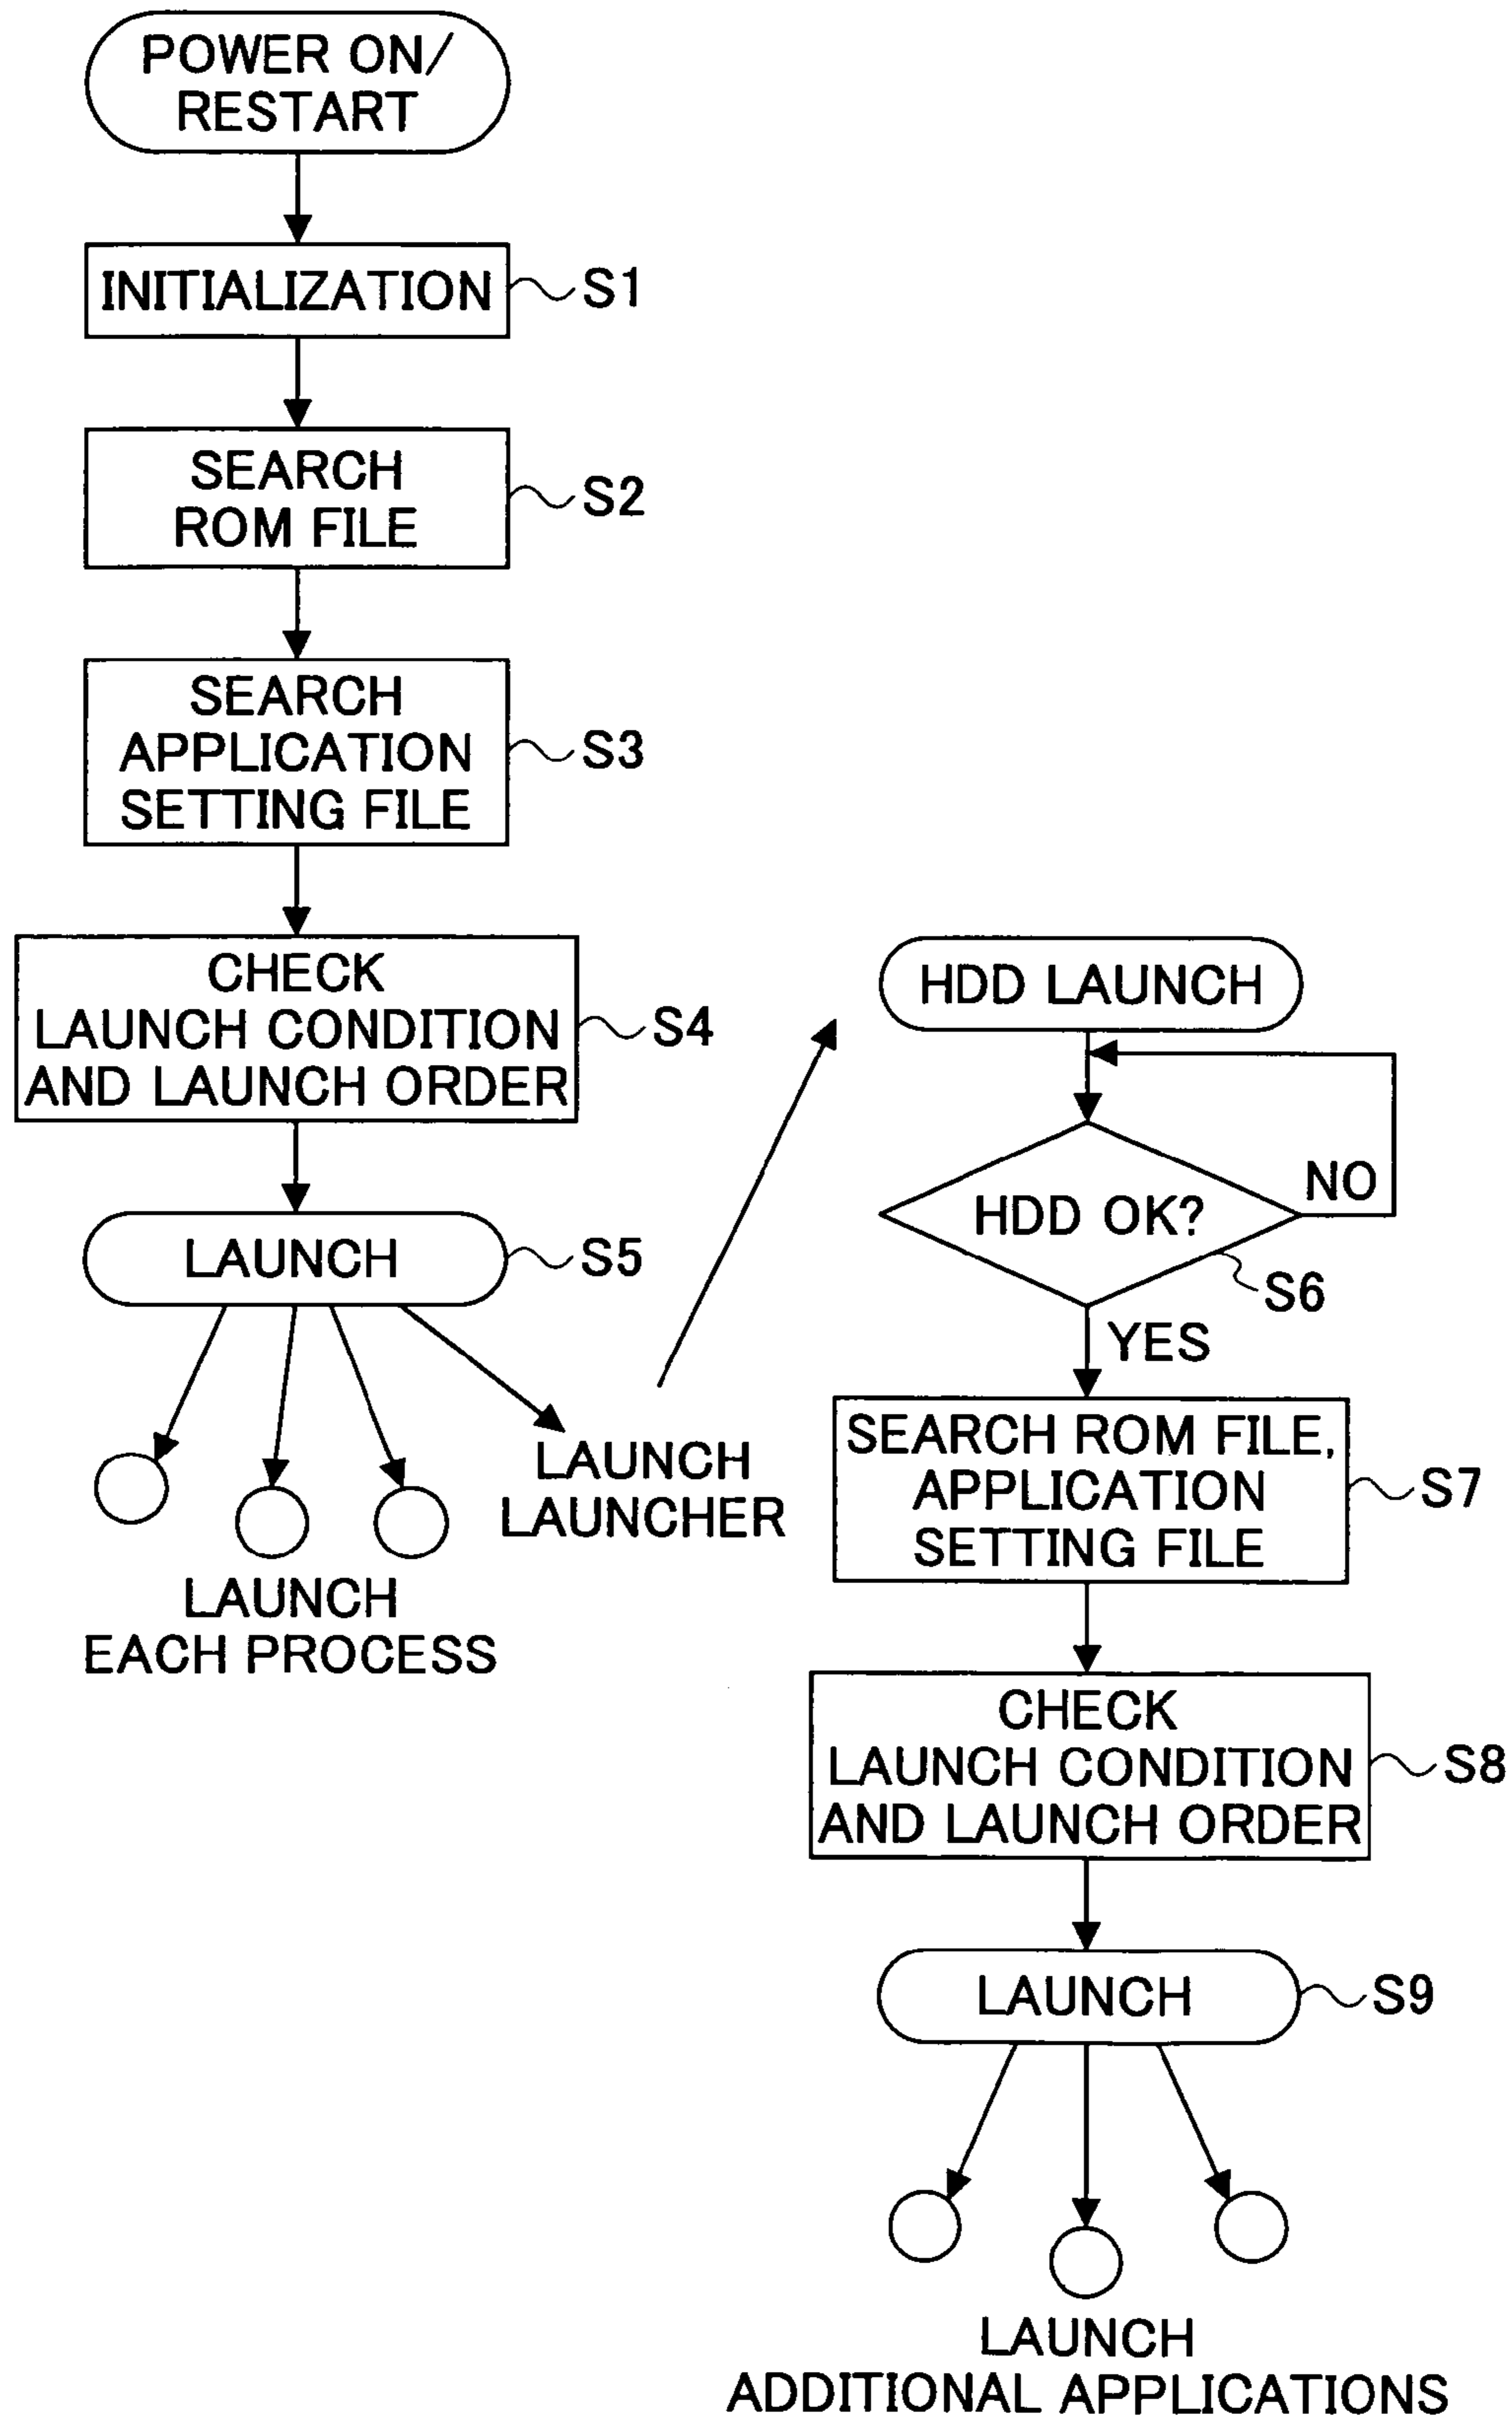 POWER ON/
RESTART
INITIALIZATION
S1
SEARCH
ROM FILE
S2
SEARCH
APPLICATION
SETTING FILE
S3
CHECK
LAUNCH CONDITION
AND LAUNCH ORDER
S4
LAUNCH
S5
LAUNCH
LAUNCHER
LAUNCH
EACH PROCESS
HDD LAUNCH
HDD OK?
NO
S6
YES
SEARCH ROM FILE,
APPLICATION
SETTING FILE
S7
CHECK
LAUNCH CONDITION
AND LAUNCH ORDER
S8
LAUNCH
S9
LAUNCH
ADDITIONAL APPLICATIONS